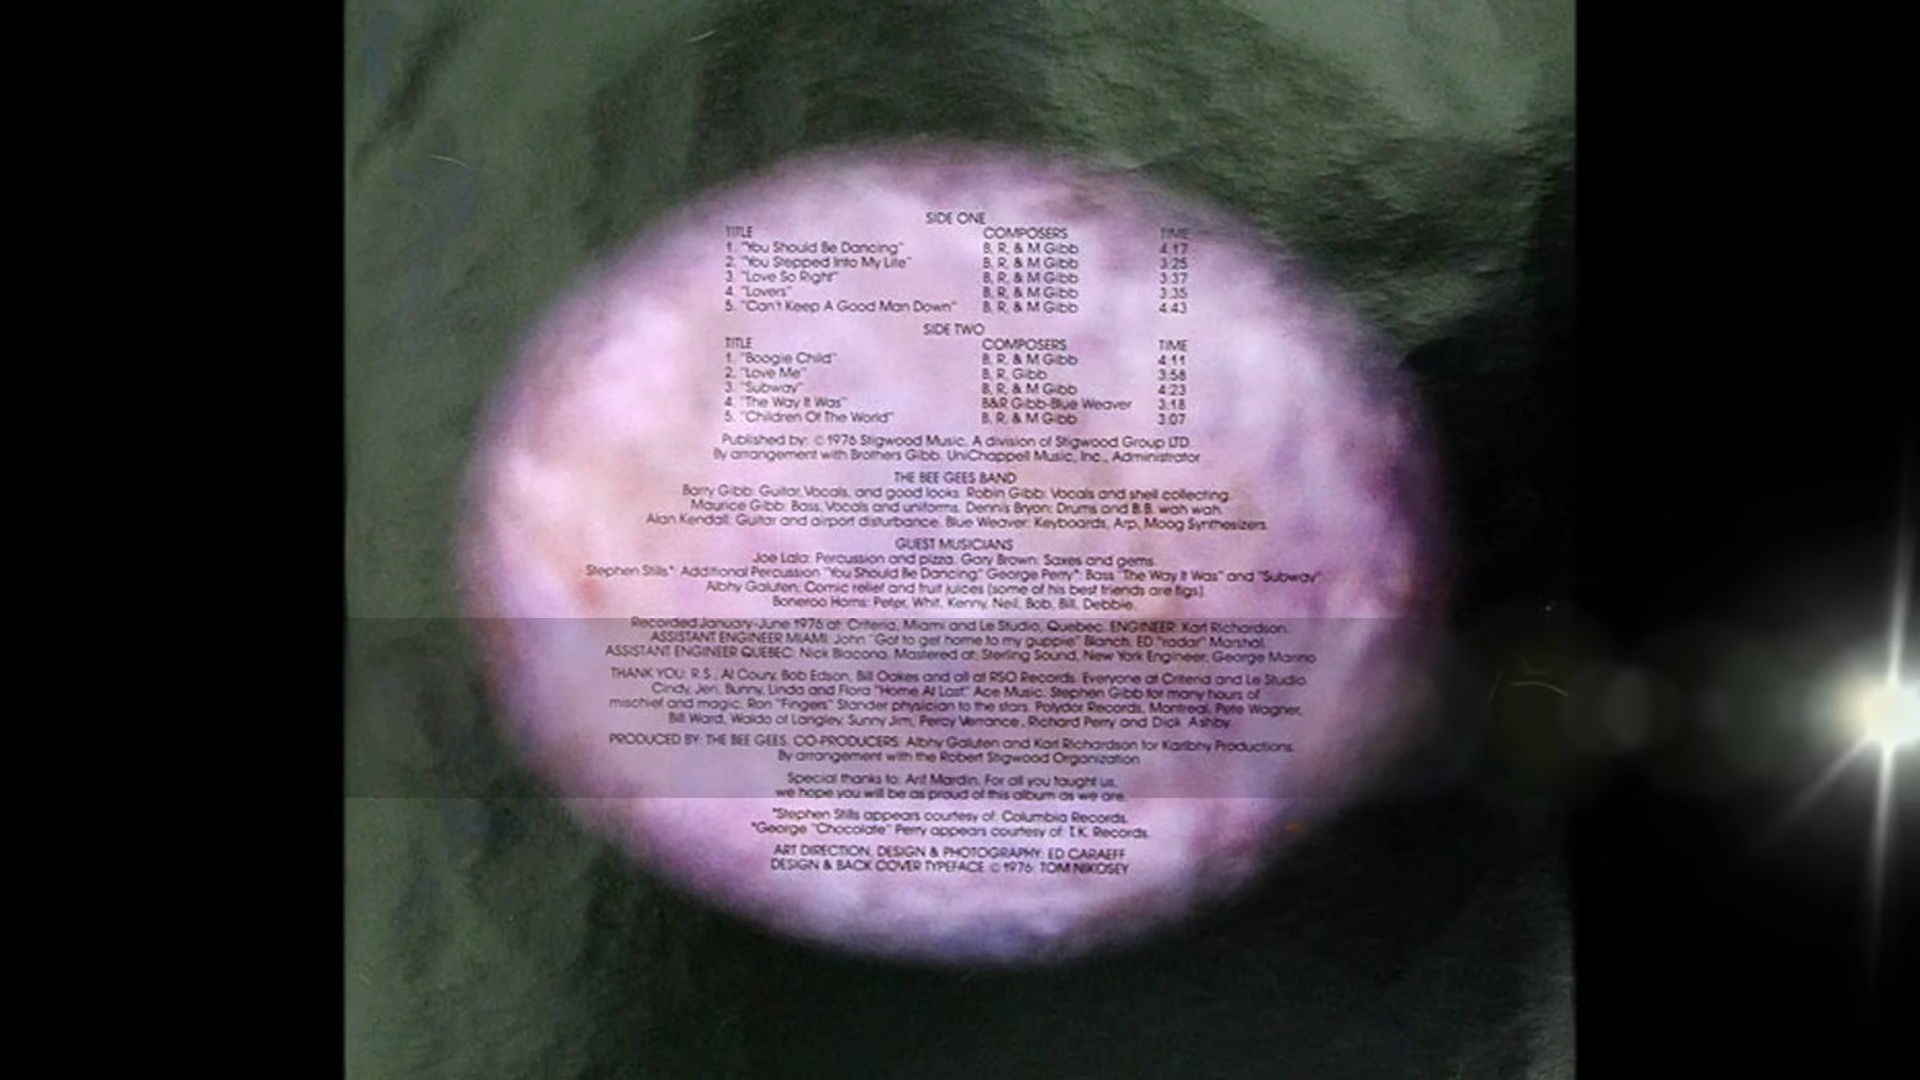 SIDE ONE
TITLE COMPOSERS TIME
1. "You Should Be Dancing" B, R, & M Gibb 4:17
2. "You Stepped Into My Life" B, R, & M Gibb 3:25
3. "Love So Right" B, R, & M Gibb 3:37
4. "Lovers" B, R, & M Gibb 3:35
5. "Can't Keep A Good Man Down" B, R, & M Gibb 4:43
SIDE TWO
TITLE COMPOSERS TIME
1. "Boogie Child" B, R, & M Gibb 4:11
2. "Love Me" B, R Gibb 3:58
3. "Subway" B, R, & M Gibb 4:23
4. "The Way It Was" B&R Gibb-Blue Weaver 3:18
5. "Children Of The World" B, R, & M Gibb 3:07
Published by: © 1976 Stigwood Music, A division of Stigwood Group LTD.
By arrangement with Brothers Gibb, UniChappell Music, Inc., Administrator
THE BEE GEES BAND
Barry Gibb: Guitar, Vocals, and good looks. Robin Gibb: Vocals and shell collecting.
Maurice Gibb: Bass, Vocals and uniforms. Dennis Bryon: Drums and B.B. wah wah.
Alan Kendall: Guitar and airport disturbance. Blue Weaver: Keyboards, Arp, Moog Synthesizers.
GUEST MUSICIANS
Joe Lala: Percussion and pizza. Gary Brown: Saxes and gems.
Stephen Stills*: Additional Percussion "You Should Be Dancing" George Perry*: Bass "The Way It Was" and "Subway"
Albhy Galuten, Comic relief and fruit juices (some of his best friends are figs).
Boneroo Horns: Peter, Whit, Kenny, Neil, Bob, Bill, Debbie.
Recorded January-June 1976 at: Criteria, Miami and Le Studio, Quebec. ENGINEER: Karl Richardson.
ASSISTANT ENGINEER MIAMI: John "Got to get home to my guppie" Blanch, ED "radar" Marshal,
ASSISTANT ENGINEER QUEBEC: Nick Blagona. Mastered at: Sterling Sound, New York Engineer, George Marino
THANK YOU: R.S., Al Coury, Bob Edson, Bill Oakes and all at RSO Records. Everyone at Criteria and Le Studio.
Cindy, Jeri, Bunny, Linda and Flora "Home At Last" Ace Music. Stephen Gibb for many hours of
mischief and magic. Ron "Fingers" Stander physician to the stars. Polydor Records, Montreal, Pete Wagner,
Bill Ward, Waldo of Langley, Sunny Jim, Percy Verrance, Richard Perry and Dick Ashby
PRODUCED BY: THE BEE GEES. CO-PRODUCERS: Albhy Galuten and Karl Richardson for Karlbhy Productions.
By arrangement with the Robert Stigwood Organization
Special thanks to: Arif Mardin, For all you taught us,
we hope you will be as proud of this album as we are.
*Stephen Stills appears courtesy of: Columbia Records.
*George "Chocolate" Perry appears courtesy of: T.K. Records.
ART DIRECTION, DESIGN & PHOTOGRAPHY: ED CARAEFF
DESIGN & BACK COVER TYPEFACE © 1976: TOM NIKOSEY